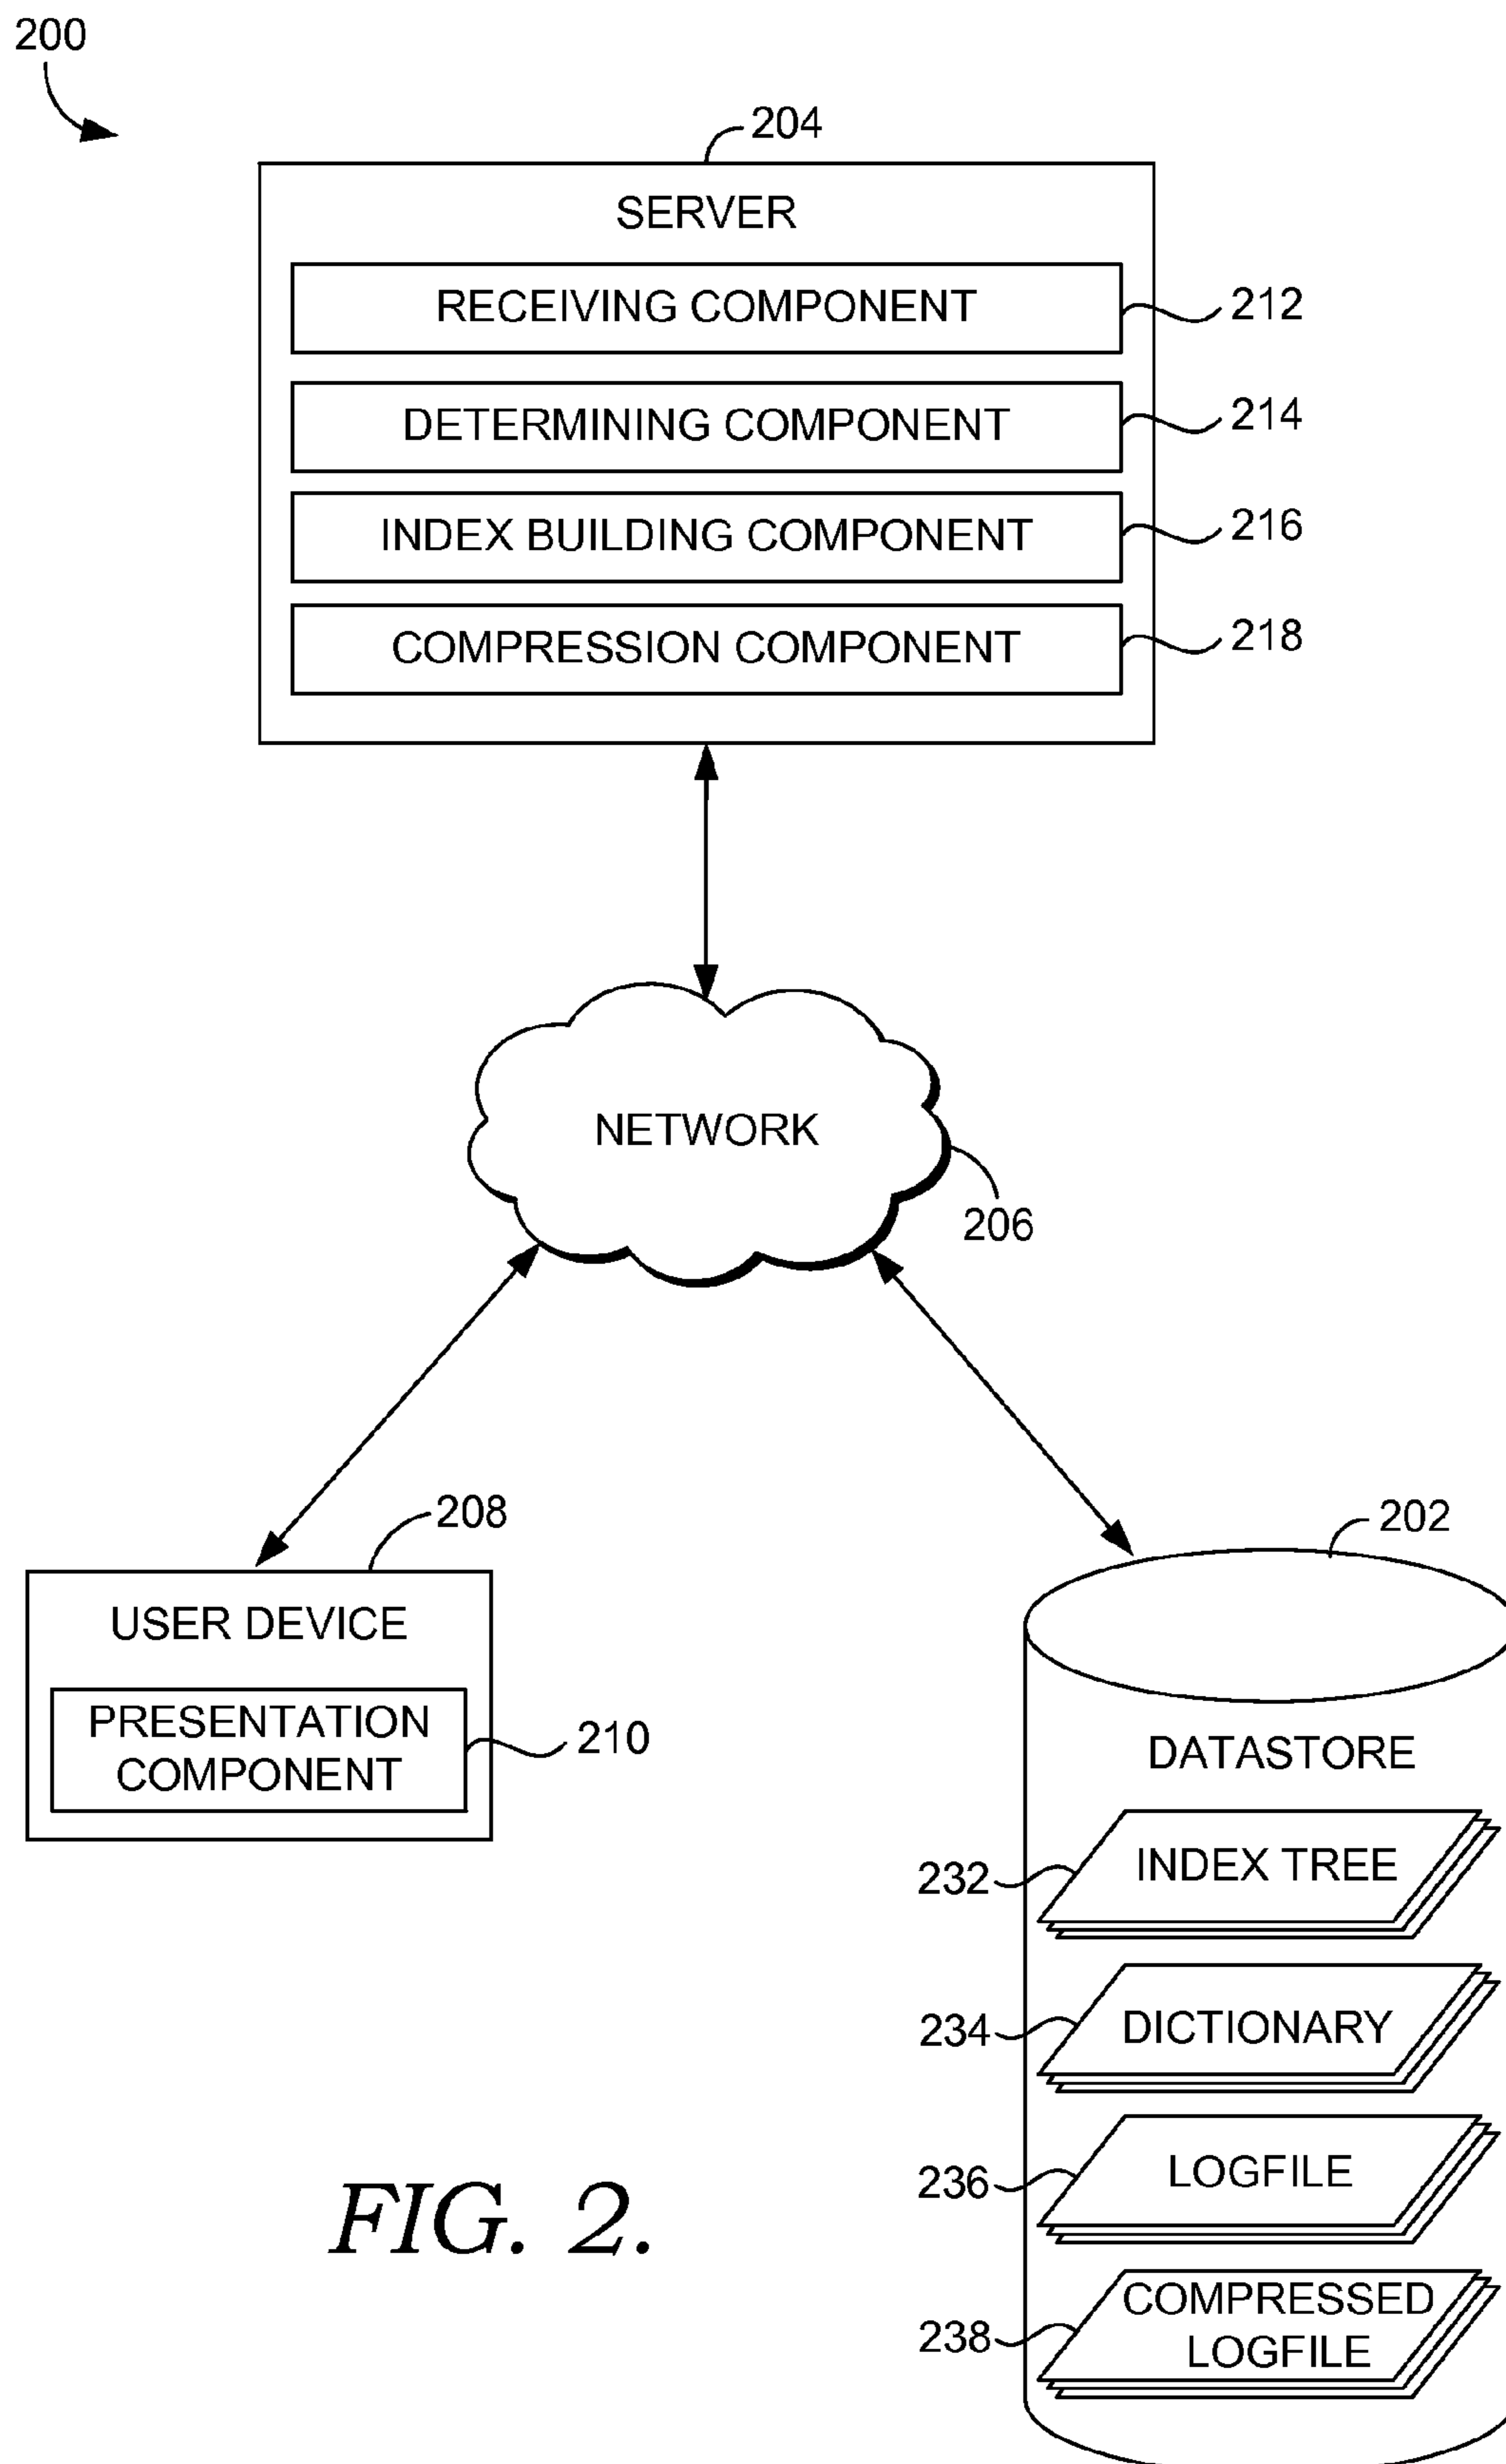 200
204
SERVER
RECEIVING COMPONENT
212
DETERMINING COMPONENT
214
INDEX BUILDING COMPONENT
216
COMPRESSION COMPONENT
218
NETWORK
206
208
USER DEVICE
PRESENTATION
COMPONENT
210
202
DATASTORE
232
INDEX TREE
234
DICTIONARY
236
LOGFILE
238
COMPRESSED
LOGFILE
FIG. 2.